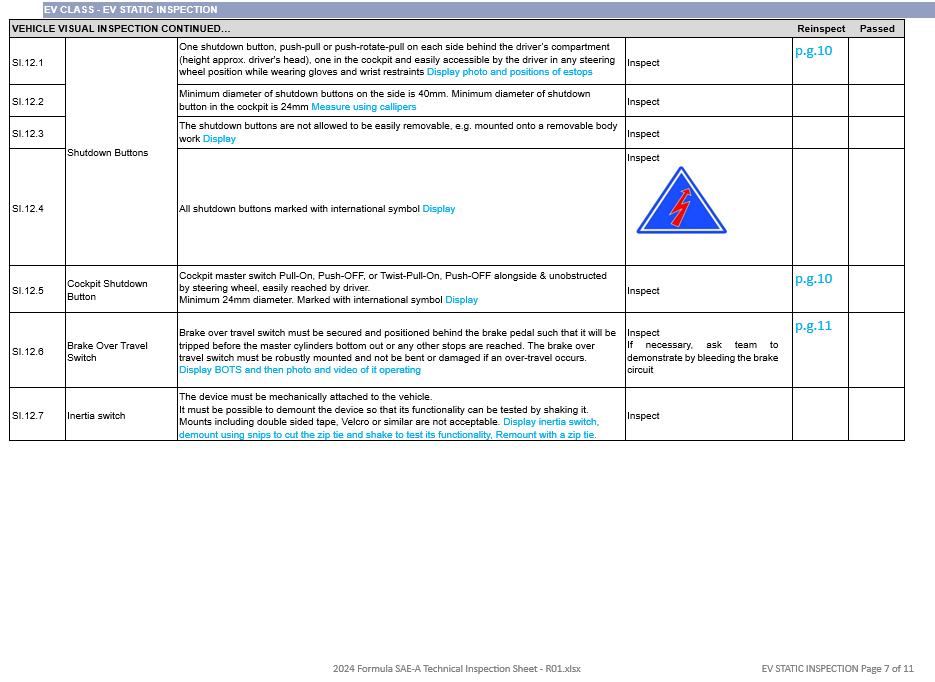 EV CLASS - EV STATIC INSPECTION
VEHICLE VISUAL INSPECTION CONTINUED...
Reinspect
Passed
SI.12.1
Shutdown Buttons
One shutdown button, push-pull or push-rotate-pull on each side behind the driver's compartment
(height approx. driver's head), one in the cockpit and easily accessible by the driver in any steering
wheel position while wearing gloves and wrist restraints Display photo and positions of estops
Inspect
p.g.10
SI.12.2
Minimum diameter of shutdown buttons on the side is 40mm. Minimum diameter of shutdown
button in the cockpit is 24mm Measure using callipers
Inspect
SI.12.3
The shutdown buttons are not allowed to be easily removable, e.g. mounted onto a removable body
work Display
Inspect
SI.12.4
All shutdown buttons marked with international symbol Display
Inspect
SI.12.5
Cockpit Shutdown
Button
Cockpit master switch Pull-On, Push-OFF, or Twist-Pull-On, Push-OFF alongside & unobstructed
by steering wheel, easily reached by driver.
Minimum 24mm diameter. Marked with international symbol Display
Inspect
p.g.10
SI.12.6
Brake Over Travel
Switch
Brake over travel switch must be secured and positioned behind the brake pedal such that it will be
tripped before the master cylinders bottom out or any other stops are reached. The brake over
travel switch must be robustly mounted and not be bent or damaged if an over-travel occurs.
Display BOTS and then photo and video of it operating
Inspect
If necessary, ask team to
demonstrate by bleeding the brake
circuit
p.g.11
SI.12.7
Inertia switch
The device must be mechanically attached to the vehicle.
It must be possible to demount the device so that its functionality can be tested by shaking it.
Mounts including double sided tape, Velcro or similar are not acceptable. Display inertia switch,
demount using snips to cut the zip tie and shake to test its functionality, Remount with a zip tie.
Inspect
2024 Formula SAE-A Technical Inspection Sheet - R01.xlsx
EV STATIC INSPECTION Page 7 of 11